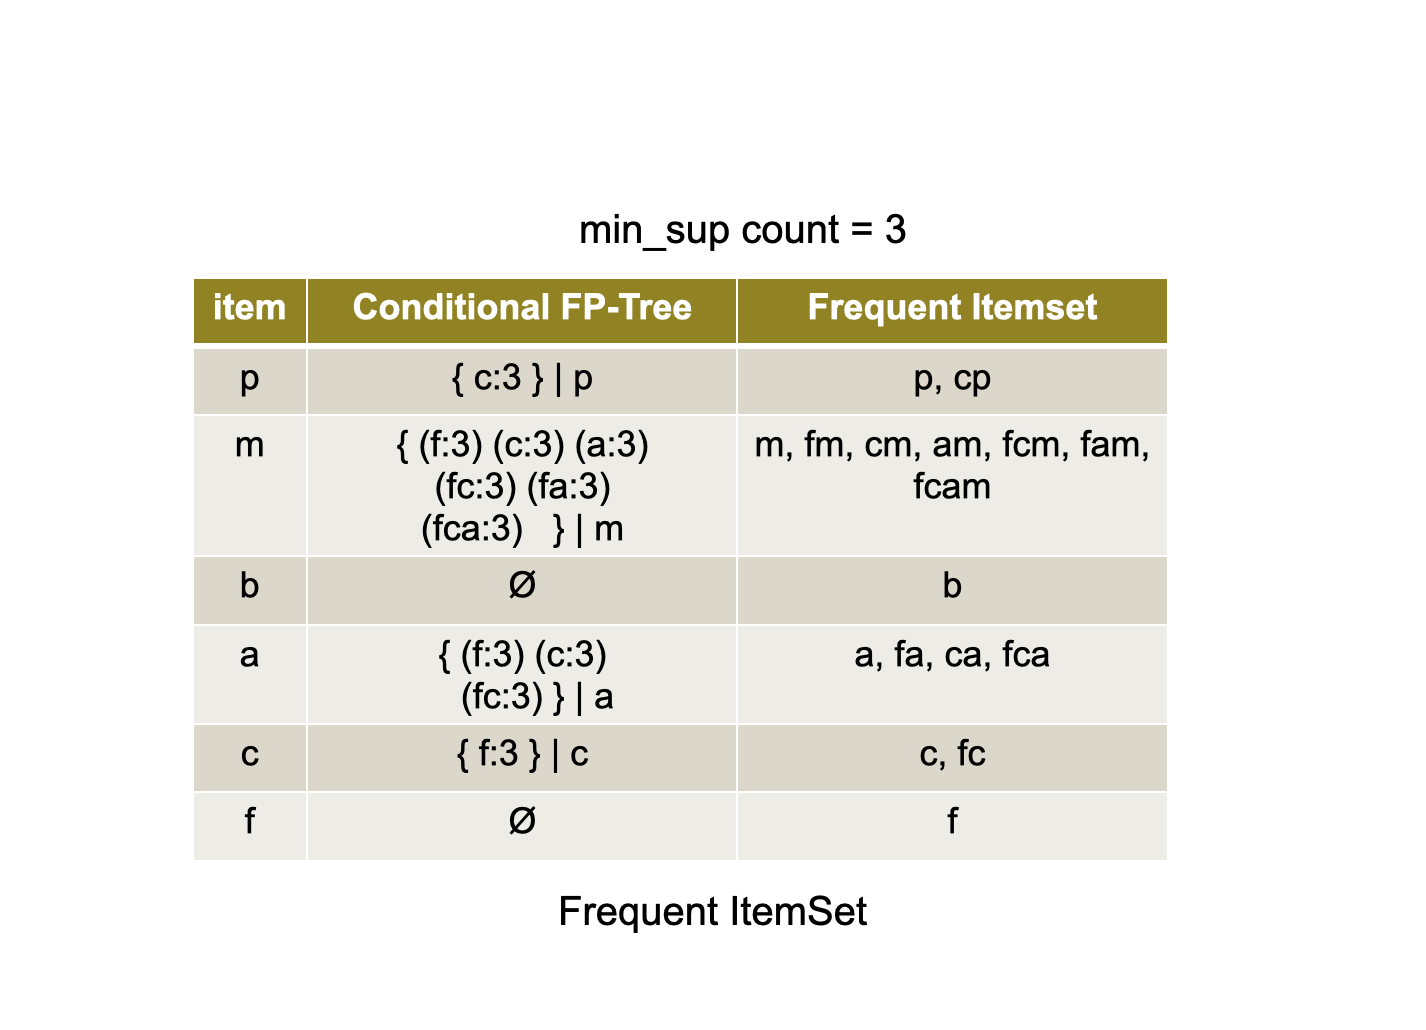 min_sup count = 3
item Conditional FP-Tree Frequent Itemset
p { c:3 } | p p, cp
m { (f:3) (c:3) (a:3) m, fm, cm, am, fcm, fam,
(fc:3) (fa:3) fcam
(fca:3) } | m
b Ø b
a { (f:3) (c:3) a, fa, ca, fca
(fc:3) } | a
c { f:3 } | c c, fc
f Ø f
Frequent ItemSet